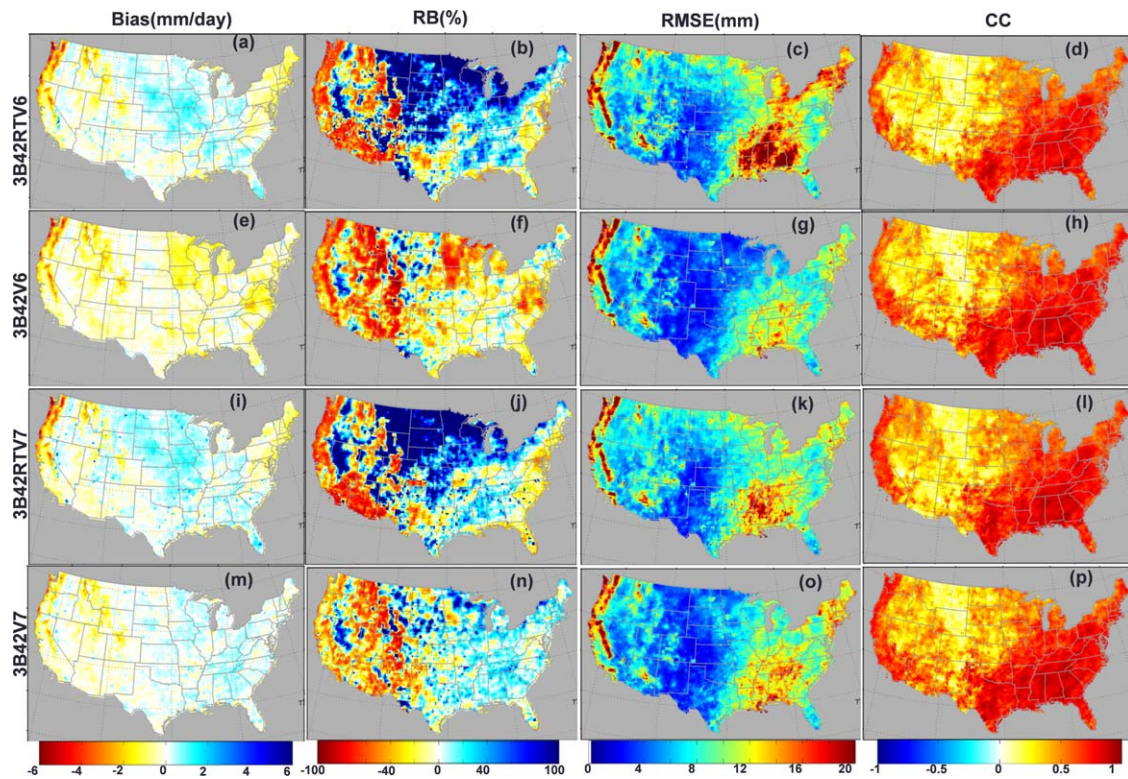 Bias(mm/day) RB(%) RMSE(mm) CC
3B42RTV6 (a) (b) (c) (d)
3B42V6 (e) (f) (g) (h)
3B42RTV7 (i) (j) (k) (l)
3B42V7 (m) (n) (o) (p)
-6 -4 -2 0 2 4 6 -100 -40 0 40 100 0 4 8 12 16 20 -1 -0.5 0 0.5 1